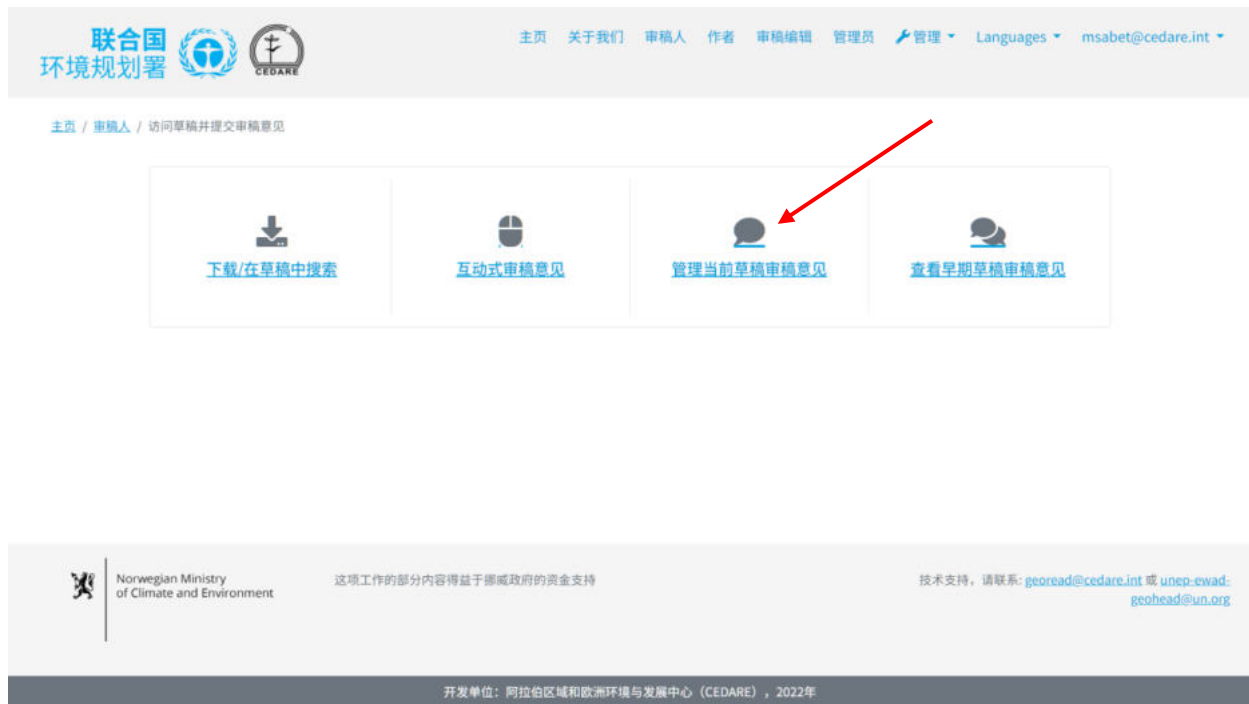 联合国
环境规划署
CEDARE
主页 关于我们 审稿人 作者 审稿编辑 管理员 管理 Languages msabet@cedare.int
主页 / 审稿人 / 访问草稿并提交审稿意见
下载/在草稿中搜索 互动式审稿意见 管理当前草稿审稿意见 查看早期草稿审稿意见
Norwegian Ministry
of Climate and Environment
这项工作的部分内容得益于挪威政府的资金支持
技术支持，请联系: georead@cedare.int 或 unep-ewad-
geohead@un.org
开发单位：阿拉伯区域和欧洲环境与发展中心（CEDARE），2022年